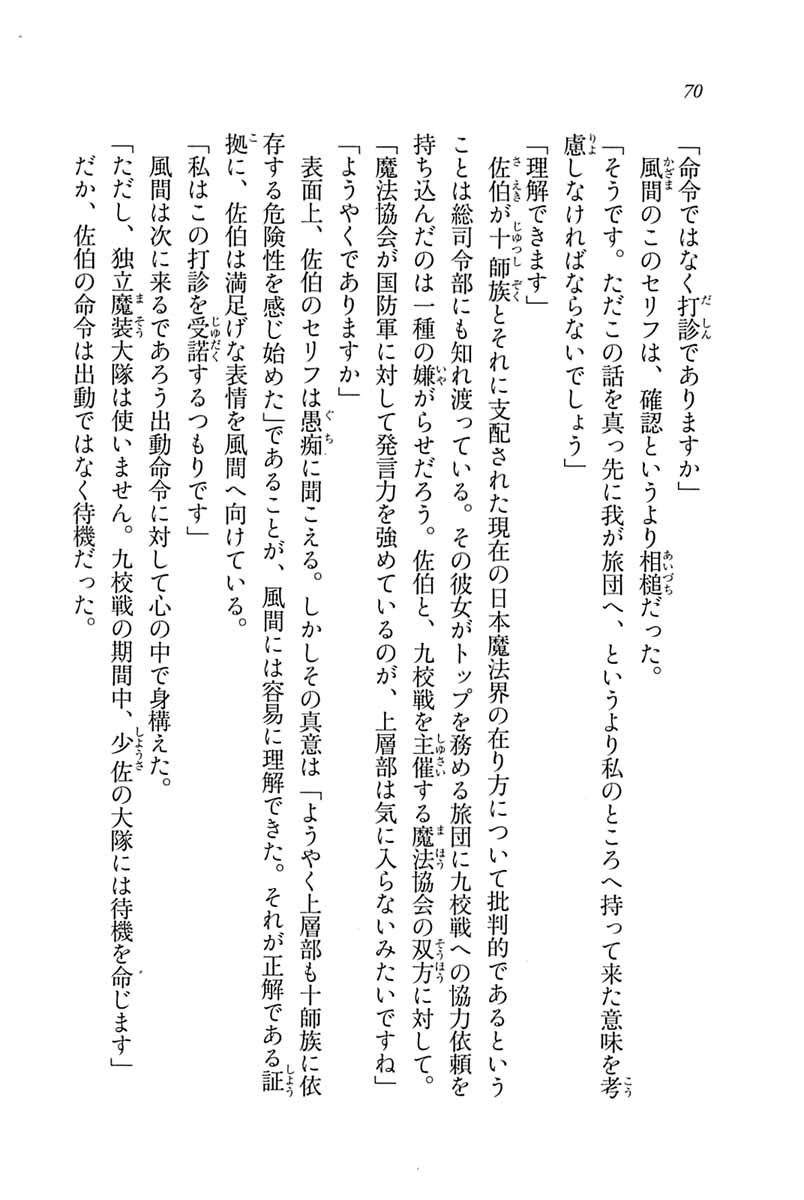 70
「命令ではなく打診でありますか」
風間のこのセリフは、確認というより相槌だった。
「そうです。ただこの話を真っ先に我が旅団へ、というより私のところへ持って来た意味を考
慮しなければならないでしょう」
「理解できます」
佐伯が十師族とそれに支配された現在の日本魔法界の在り方について批判的であるという
ことは総司令部にも知れ渡っている。その彼女がトップを務める旅団に九校戦への協力依頼を
持ち込んだのは一種の嫌がらせだろう。佐伯と、九校戦を主催する魔法協会の双方に対して。
「魔法協会が国防軍に対して発言力を強めているのが、上層部は気に入らないみたいですね」
「ようやくでありますか」
表面上、佐伯のセリフは愚痴に聞こえる。しかしその真意は「ようやく上層部も十師族に依
存する危険性を感じ始めた」であることが、風間には容易に理解できた。それが正解である証
拠に、佐伯は満足げな表情を風間へ向けている。
「私はこの打診を受諾するつもりです」
風間は次に来るであろう出動命令に対して心の中で身構えた。
「ただし、独立魔装大隊は使いません。九校戦の期間中、少佐の大隊には待機を命じます」
だか、佐伯の命令は出動ではなく待機だった。